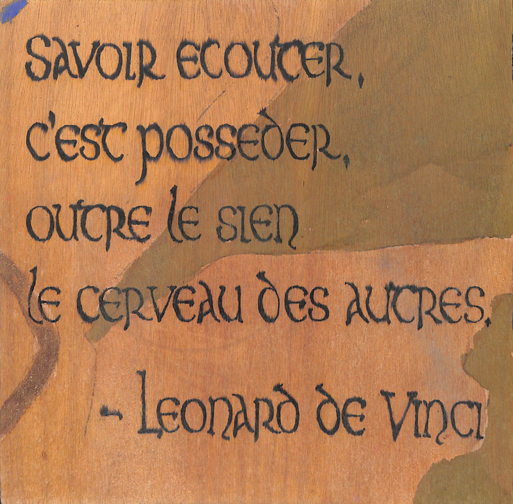 Savoir ecouter,
c'est posseder,
outre le sien
le cerveau des autres.
- Leonard de Vinci